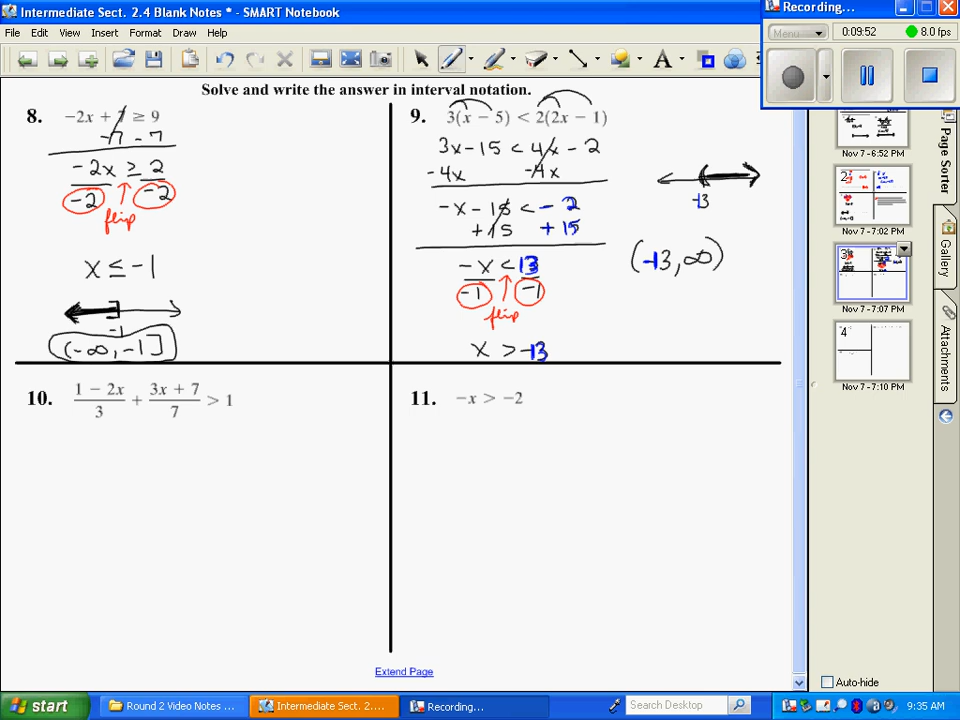 Intermediate Sect. 2.4 Blank Notes * - SMART Notebook
Recording...
File Edit View Insert Format Draw Help
Menu
0:09:52
8.0 fps
Solve and write the answer in interval notation.
8. −2x + 7 ≥ 9
-7 -7
-2x ≥ 2
-2 ↑ -2
flip
x ≤ -1
-1
(-∞, -1]
9. 3(x − 5) < 2(2x − 1)
3x - 15 < 4x - 2
-4x -4x
-x - 15 < - 2
+15 + 15
-x < 13
-1 ↑ -1
flip
x > -13
-13
(-13, ∞)
10. (1 − 2x)/3 + (3x + 7)/7 > 1
11. −x > −2
Extend Page
Nov 7 - 6:52 PM
2
Nov 7 - 7:02 PM
3
Nov 7 - 7:07 PM
4
Nov 7 - 7:10 PM
Page Sorter
Gallery
Attachments
Auto-hide
start
Round 2 Video Notes ...
Intermediate Sect. 2....
Recording...
Search Desktop
9:35 AM